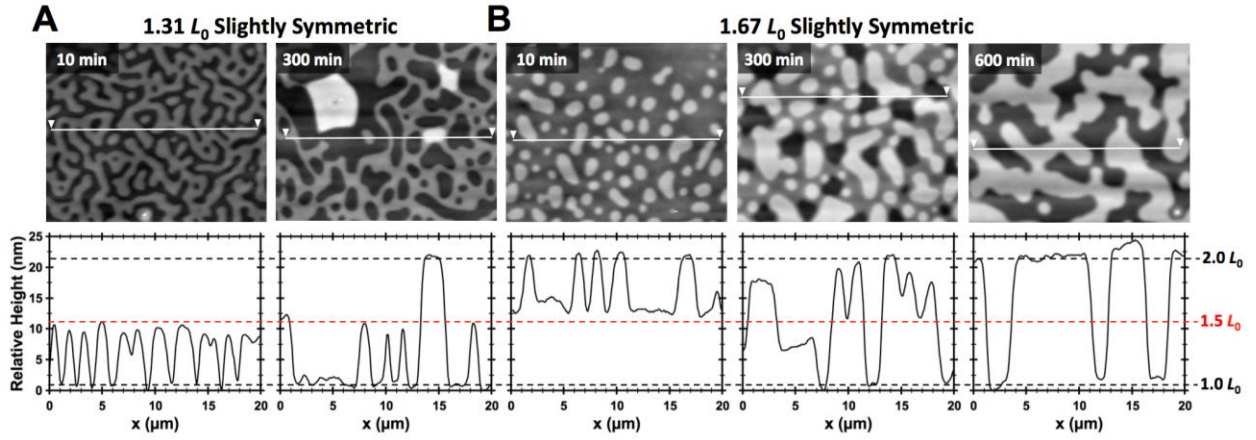 A
1.31 L₀ Slightly Symmetric
B
1.67 L₀ Slightly Symmetric
10 min
300 min
10 min
300 min
600 min
Relative Height (nm)
25
20
15
10
5
0
2.0 L₀
1.5 L₀
1.0 L₀
0 5 10 15 20
0 5 10 15 20
0 5 10 15 20
0 5 10 15 20
0 5 10 15 20
x (µm)
x (µm)
x (µm)
x (µm)
x (µm)